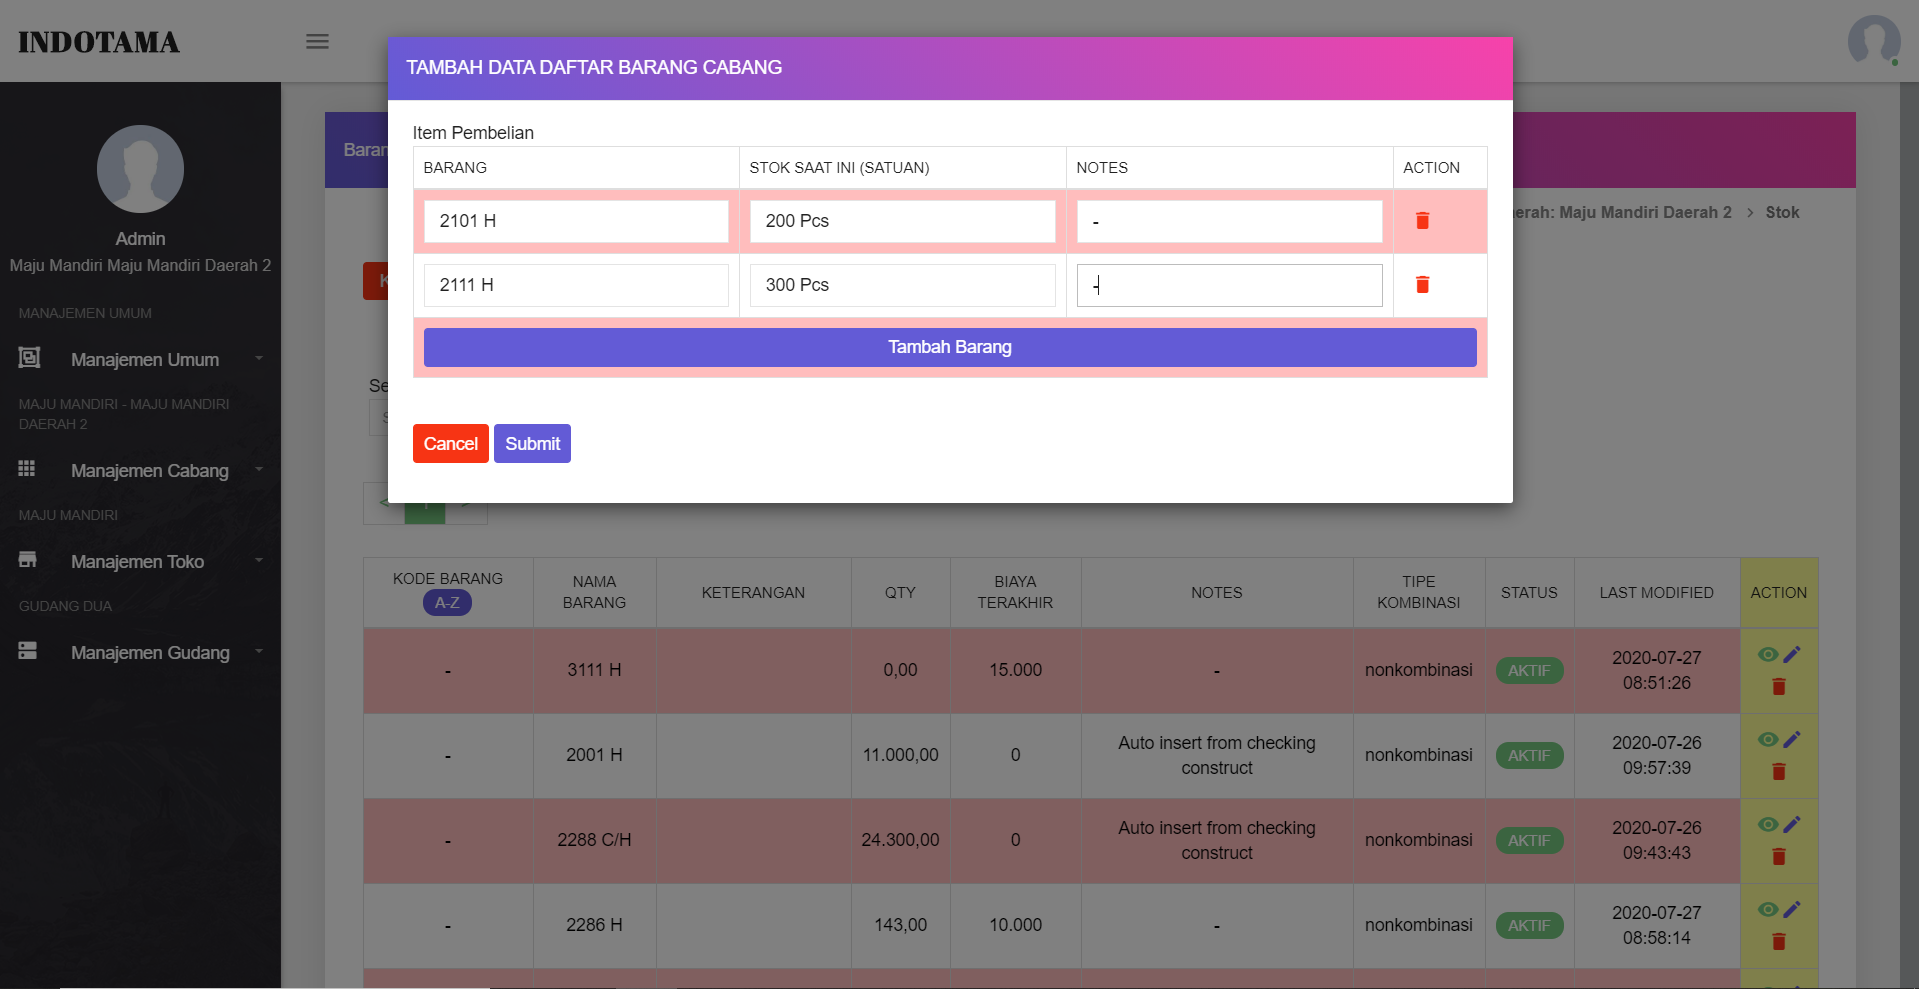 INDOTAMA
TAMBAH DATA DAFTAR BARANG CABANG
Item Pembelian
BARANG STOK SAAT INI (SATUAN) NOTES ACTION
2101 H 200 Pcs -
2111 H 300 Pcs -
Tambah Barang
Cancel Submit
Admin
Maju Mandiri Maju Mandiri Daerah 2
MANAJEMEN UMUM
Manajemen Umum
MAJU MANDIRI - MAJU MANDIRI
DAERAH 2
Manajemen Cabang
MAJU MANDIRI
Manajemen Toko
GUDANG DUA
Manajemen Gudang
Maju Mandiri Daerah 2 > Stok
< 1 >
KODE BARANG
A-Z
NAMA
BARANG
KETERANGAN
QTY
BIAYA
TERAKHIR
NOTES
TIPE
KOMBINASI
STATUS
LAST MODIFIED
ACTION
- 3111 H 0,00 15.000 - nonkombinasi AKTIF 2020-07-27
08:51:26
- 2001 H 11.000,00 0 Auto insert from checking
construct
nonkombinasi AKTIF 2020-07-26
09:57:39
- 2288 C/H 24.300,00 0 Auto insert from checking
construct
nonkombinasi AKTIF 2020-07-26
09:43:43
- 2286 H 143,00 10.000 - nonkombinasi AKTIF 2020-07-27
08:58:14